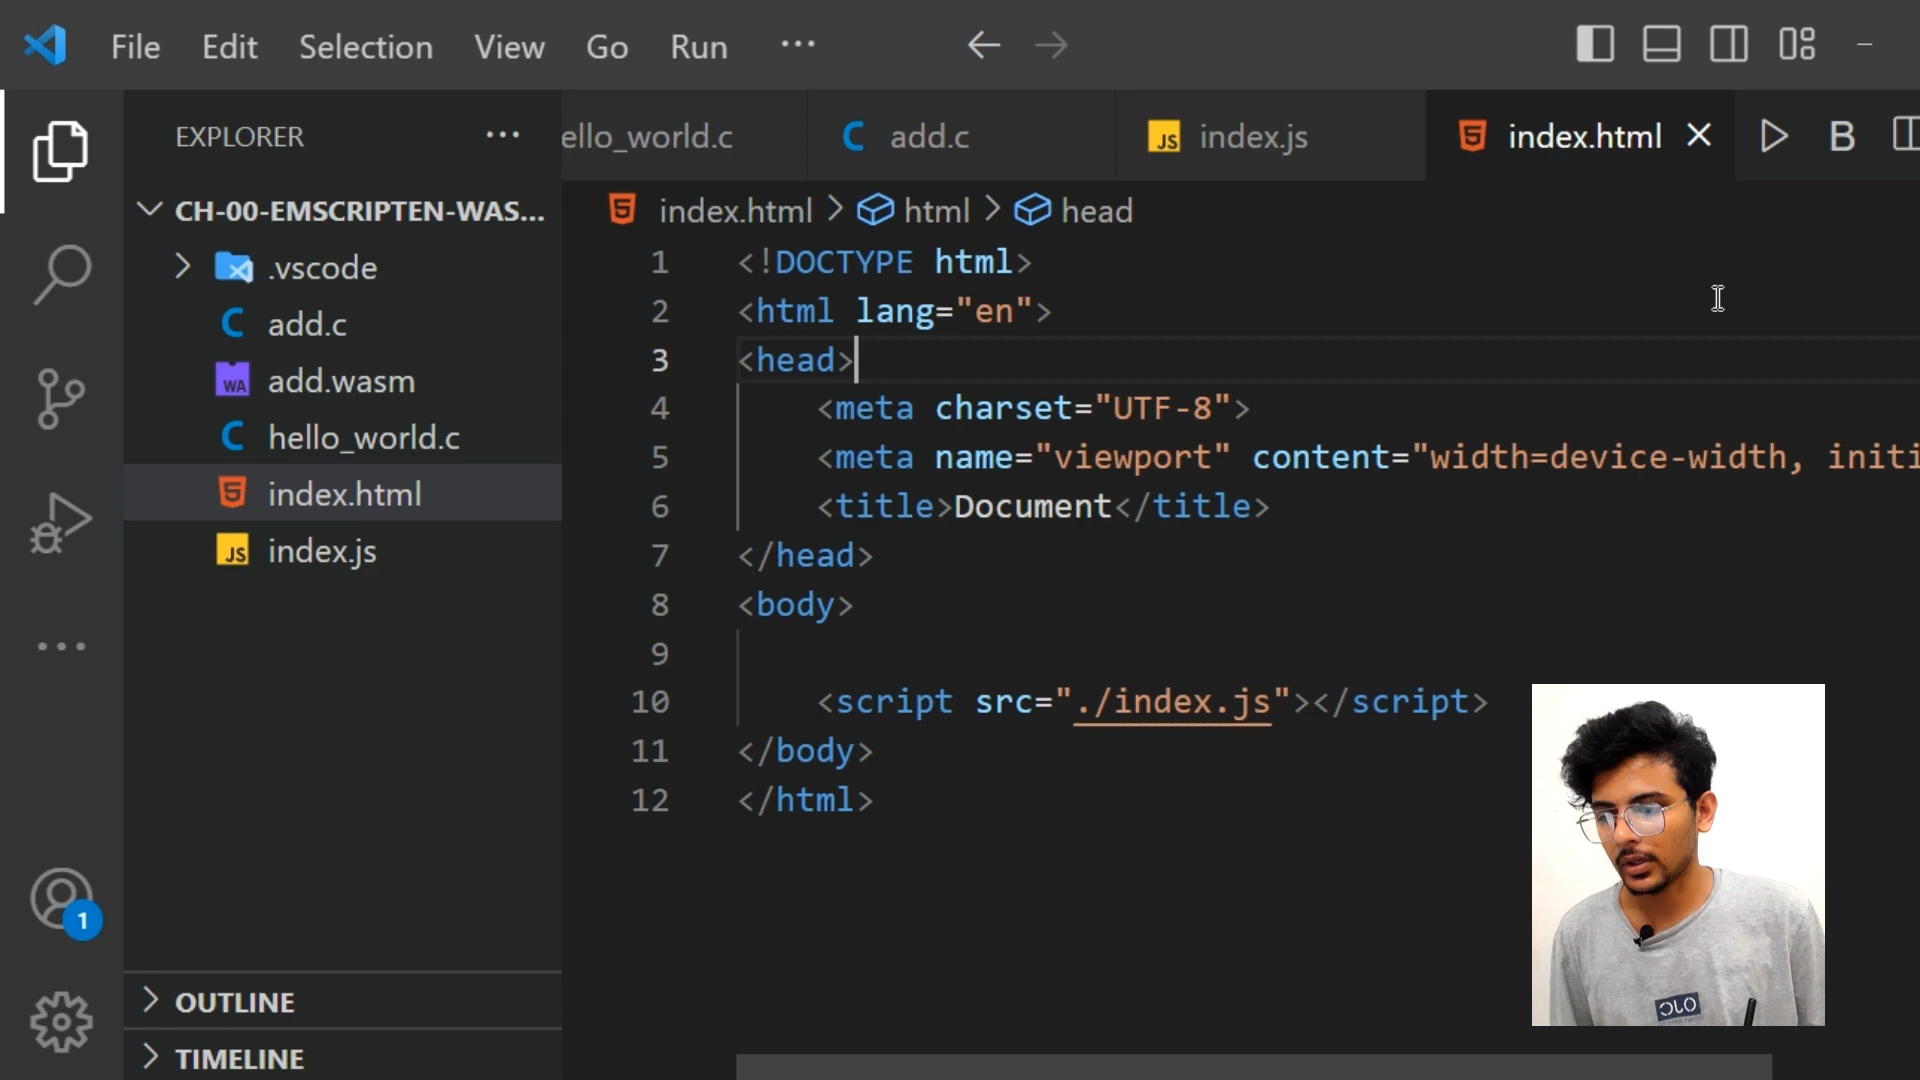 File Edit Selection View Go Run ...
EXPLORER ...
CH-00-EMSCRIPTEN-WAS...
.vscode
add.c
add.wasm
hello_world.c
index.html
index.js
OUTLINE
TIMELINE
1
ello_world.c
add.c
index.js
index.html
B
index.html > html > head
1 <!DOCTYPE html>
2 <html lang="en">
3 <head>
4 <meta charset="UTF-8">
5 <meta name="viewport" content="width=device-width, initi
6 <title>Document</title>
7 </head>
8 <body>
9
10 <script src="./index.js"></script>
11 </body>
12 </html>